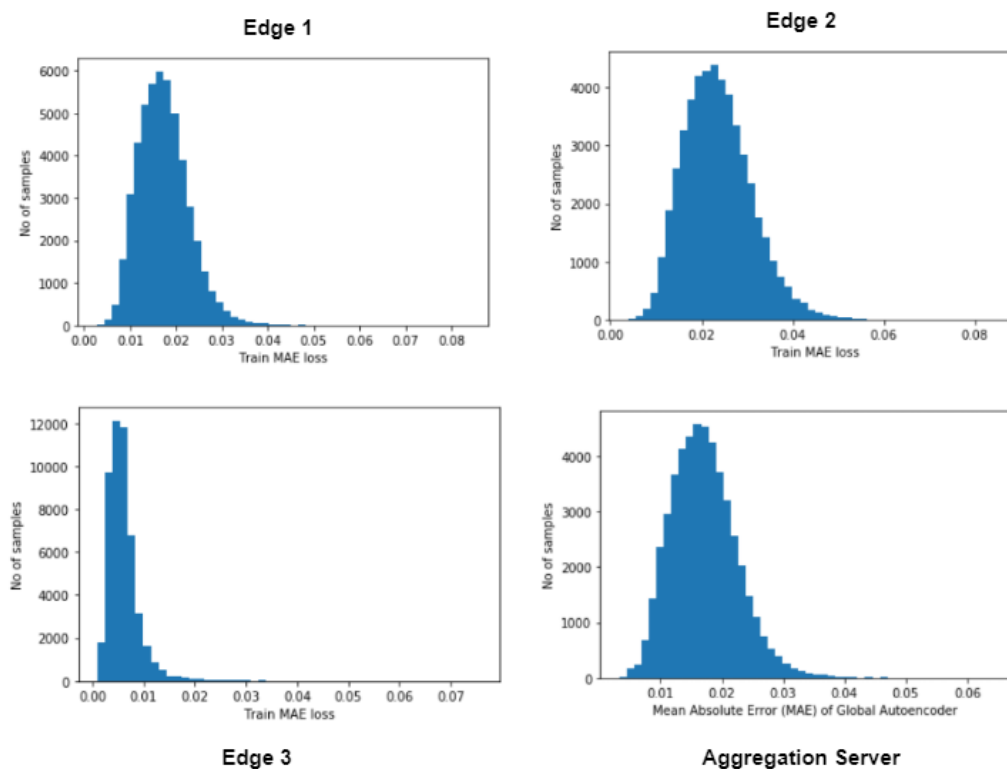 Edge 1
Edge 2
6000
5000
4000
3000
2000
1000
0
No of samples
0.00 0.01 0.02 0.03 0.04 0.05 0.06 0.07 0.08
Train MAE loss
4000
3000
2000
1000
0
No of samples
0.00 0.02 0.04 0.06 0.08
Train MAE loss
12000
10000
8000
6000
4000
2000
0
No of samples
0.00 0.01 0.02 0.03 0.04 0.05 0.06 0.07
Train MAE loss
4000
3000
2000
1000
0
No of samples
0.01 0.02 0.03 0.04 0.05 0.06
Mean Absolute Error (MAE) of Global Autoencoder
Edge 3
Aggregation Server